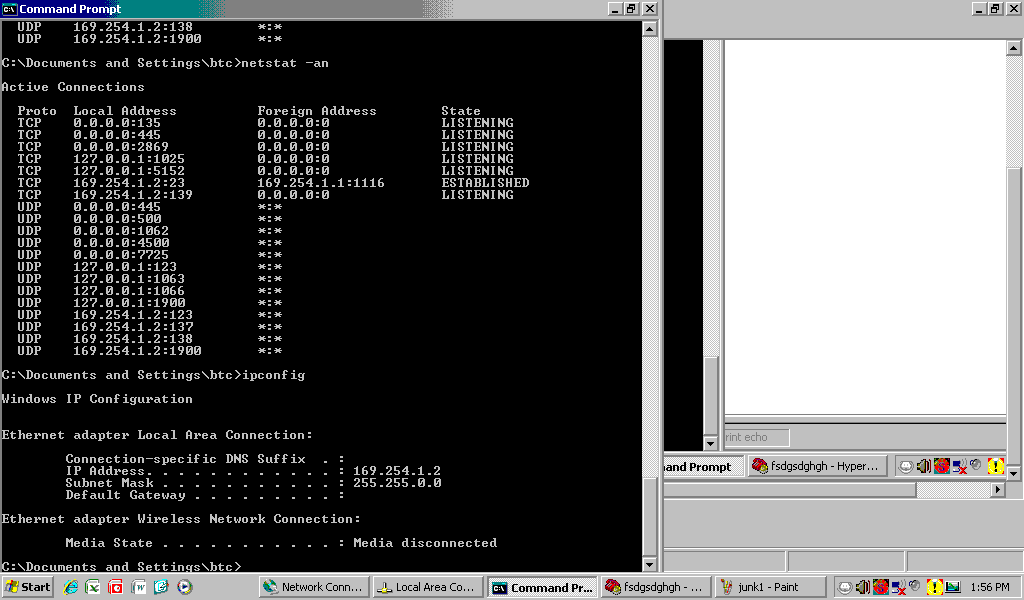 Command Prompt
UDP 169.254.1.2:138 *:*
UDP 169.254.1.2:1900 *:*
C:\Documents and Settings\btc>netstat -an
Active Connections
Proto Local Address Foreign Address State
TCP 0.0.0.0:135 0.0.0.0:0 LISTENING
TCP 0.0.0.0:445 0.0.0.0:0 LISTENING
TCP 0.0.0.0:2869 0.0.0.0:0 LISTENING
TCP 127.0.0.1:1025 0.0.0.0:0 LISTENING
TCP 127.0.0.1:5152 0.0.0.0:0 LISTENING
TCP 169.254.1.2:23 169.254.1.1:1116 ESTABLISHED
TCP 169.254.1.2:139 0.0.0.0:0 LISTENING
UDP 0.0.0.0:445 *:*
UDP 0.0.0.0:500 *:*
UDP 0.0.0.0:1062 *:*
UDP 0.0.0.0:4500 *:*
UDP 0.0.0.0:7725 *:*
UDP 127.0.0.1:123 *:*
UDP 127.0.0.1:1063 *:*
UDP 127.0.0.1:1066 *:*
UDP 127.0.0.1:1900 *:*
UDP 169.254.1.2:123 *:*
UDP 169.254.1.2:137 *:*
UDP 169.254.1.2:138 *:*
UDP 169.254.1.2:1900 *:*
C:\Documents and Settings\btc>ipconfig
Windows IP Configuration
Ethernet adapter Local Area Connection:
Connection-specific DNS Suffix . :
IP Address. . . . . . . . . . . . : 169.254.1.2
Subnet Mask . . . . . . . . . . . : 255.255.0.0
Default Gateway . . . . . . . . . :
Ethernet adapter Wireless Network Connection:
Media State . . . . . . . . . . . : Media disconnected
C:\Documents and Settings\btc>
rint echo
and Prompt
fsdgsdghgh - Hyper...
Start
Network Conn...
Local Area Co...
Command Pr...
fsdgsdghgh - ...
junk1 - Paint
1:56 PM